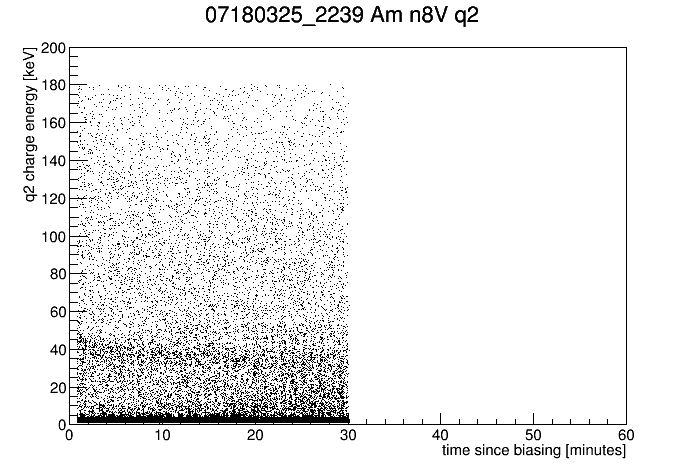 07180325_2239 Am n8V q2
q2 charge energy [keV]
200
180
160
140
120
100
80
60
40
20
0
0 10 20 30 40 50 60
time since biasing [minutes]